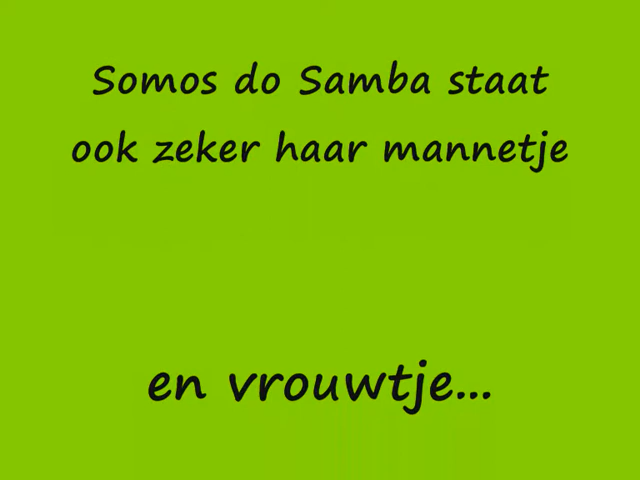 Somos do Samba staat
ook zeker haar mannetje
en vrouwtje...